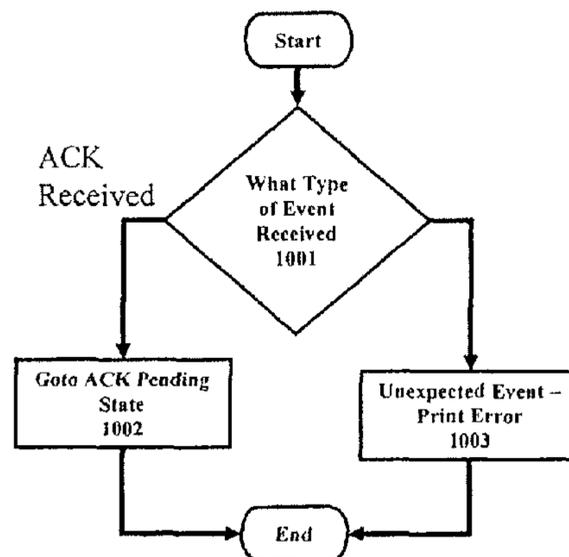 Start
ACK
Received
What Type
of Event
Received
1001
Goto ACK Pending
State
1002
Unexpected Event –
Print Error
1003
End